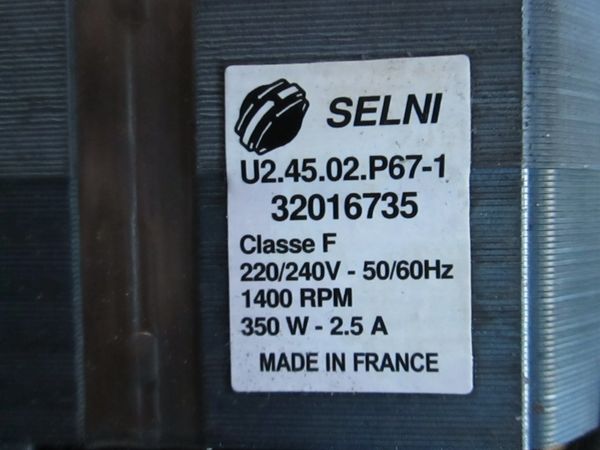 SELNI
U2.45.02.P67-1
32016735
Classe F
220/240V - 50/60Hz
1400 RPM
350 W - 2.5 A
MADE IN FRANCE